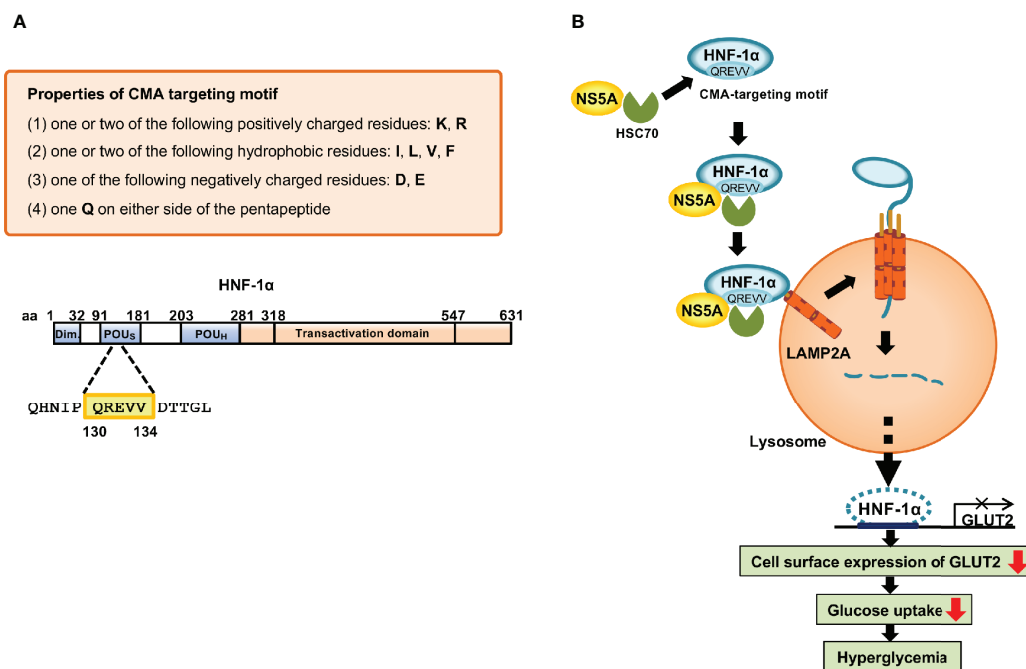 A
Properties of CMA targeting motif
(1) one or two of the following positively charged residues: K, R
(2) one or two of the following hydrophobic residues: I, L, V, F
(3) one of the following negatively charged residues: D, E
(4) one Q on either side of the pentapeptide
HNF-1α
aa 1 32 91 181 203 281 318 547 631
Dim. POUS POUH Transactivation domain
QHNIP QREVV DTTGL
130 134
B
HNF-1α
QREVV
CMA-targeting motif
NS5A
HSC70
HNF-1α
QREVV
NS5A
HNF-1α
QREVV
NS5A
LAMP2A
Lysosome
HNF-1α
GLUT2
Cell surface expression of GLUT2
Glucose uptake
Hyperglycemia